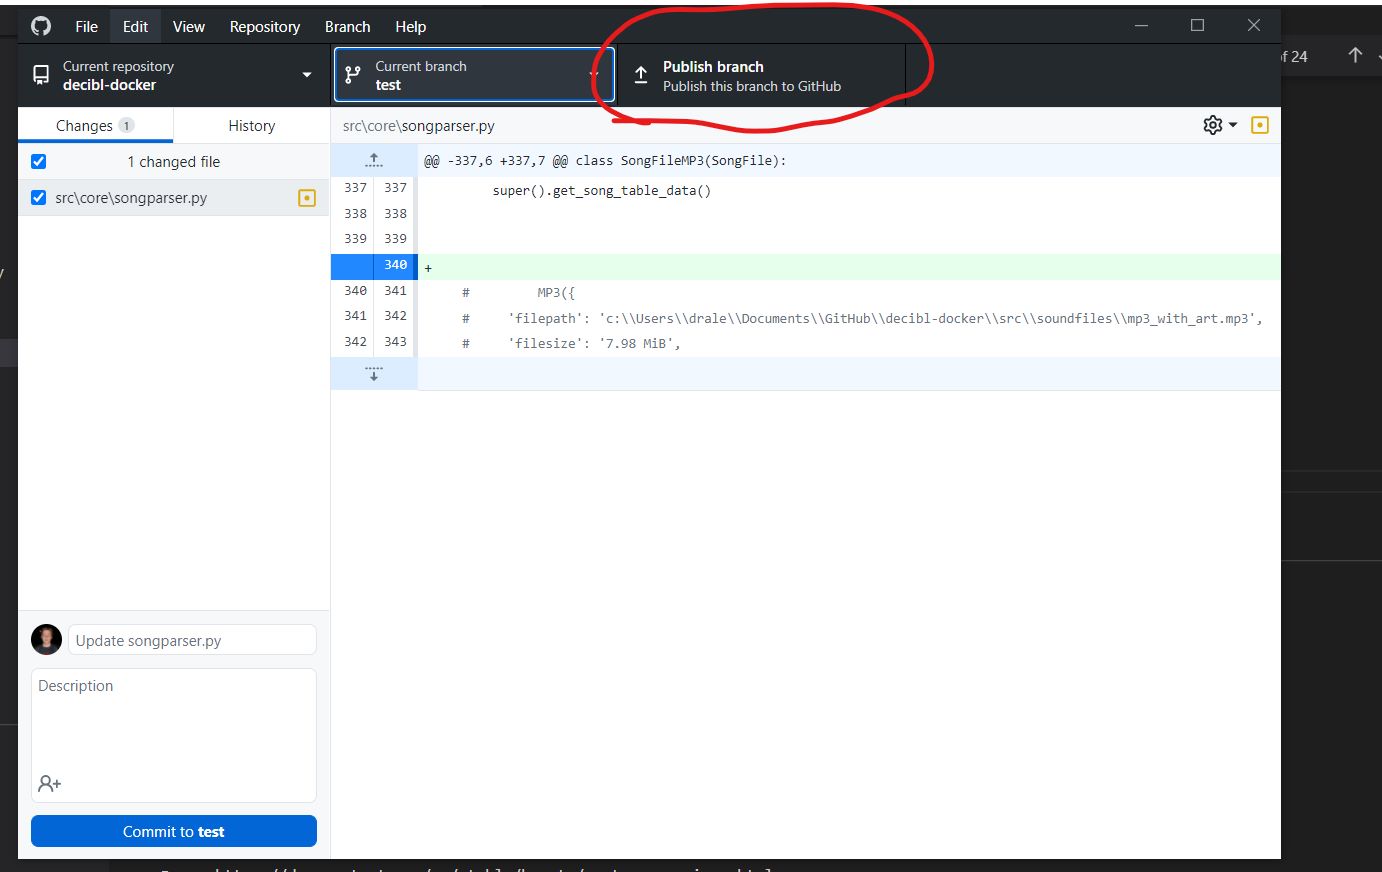 File Edit View Repository Branch Help
of 24
Current repository
decibl-docker
Current branch
test
Publish branch
Publish this branch to GitHub
Changes 1
History
src\core\songparser.py
1 changed file
src\core\songparser.py
@@ -337,6 +337,7 @@ class SongFileMP3(SongFile):
337 337 super().get_song_table_data()
338 338
339 339
340 +
340 341 # MP3({
341 342 # 'filepath': 'c:\\Users\\drale\\Documents\\GitHub\\decibl-docker\\src\\soundfiles\\mp3_with_art.mp3',
342 343 # 'filesize': '7.98 MiB',
Update songparser.py
Description
Commit to test